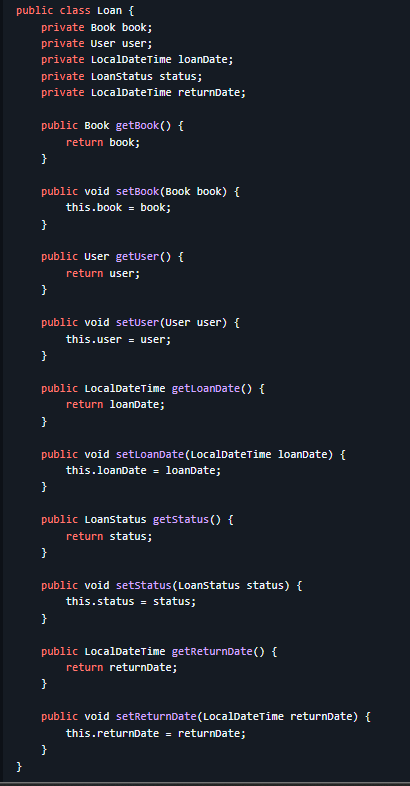 public class Loan {
    private Book book;
    private User user;
    private LocalDateTime loanDate;
    private LoanStatus status;
    private LocalDateTime returnDate;

    public Book getBook() {
        return book;
    }

    public void setBook(Book book) {
        this.book = book;
    }

    public User getUser() {
        return user;
    }

    public void setUser(User user) {
        this.user = user;
    }

    public LocalDateTime getLoanDate() {
        return loanDate;
    }

    public void setLoanDate(LocalDateTime loanDate) {
        this.loanDate = loanDate;
    }

    public LoanStatus getStatus() {
        return status;
    }

    public void setStatus(LoanStatus status) {
        this.status = status;
    }

    public LocalDateTime getReturnDate() {
        return returnDate;
    }

    public void setReturnDate(LocalDateTime returnDate) {
        this.returnDate = returnDate;
    }
}